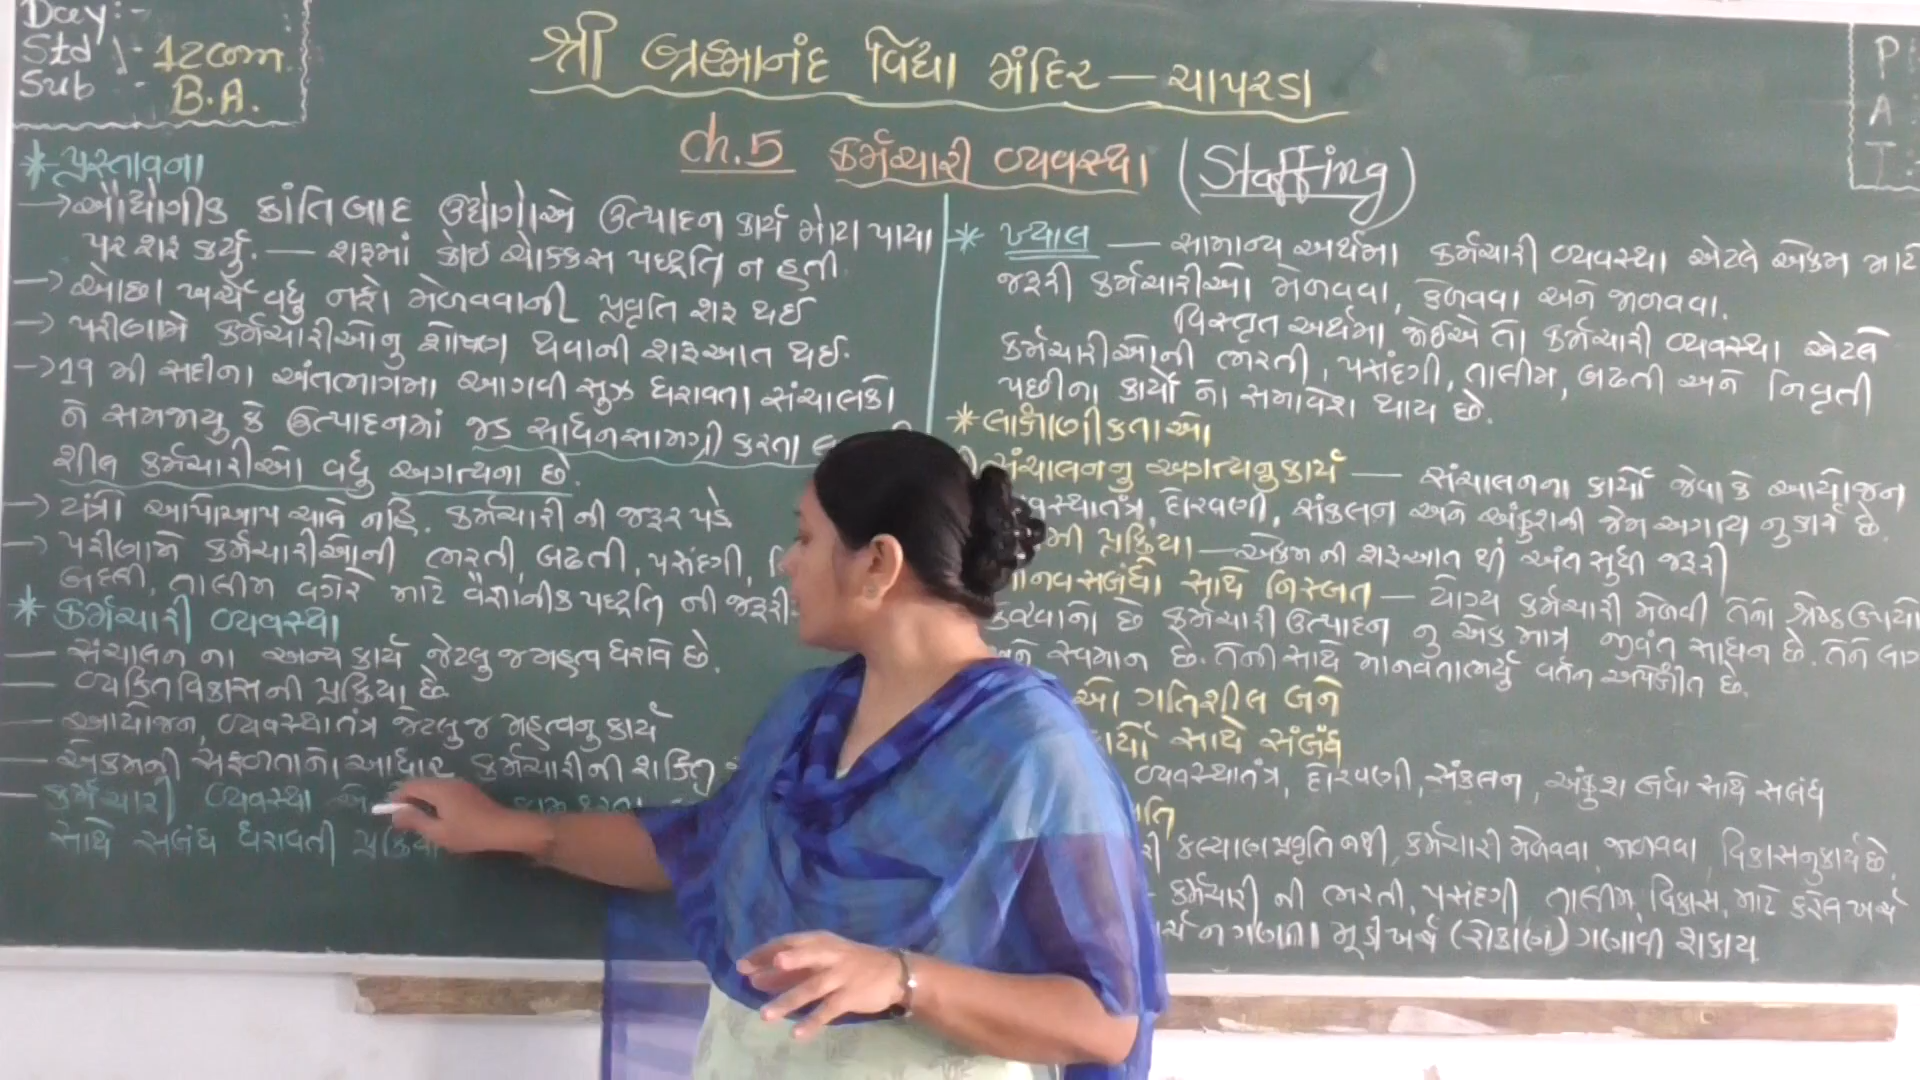 Day :-
Std :- 12 com
Sub :- B.A.
શ્રી બ્રહ્માનંદ વિદ્યા મંદિર — ચાપરડા
P
A
T
ch.5 કર્મચારી વ્યવસ્થા (Staffing)
* પ્રસ્તાવના
→ ઔદ્યોગીક ક્રાંતિ બાદ ઉદ્યોગોએ ઉત્પાદન કાર્ય મોટા પાયા
પર શરૂ કર્યુ. — શરૂમાં કોઇ ચોક્કસ પધ્ધતિ ન હતી
→ ઓછા ખર્ચે વધુ નફો મેળવવાની પ્રવૃતિ શરૂ થઈ
→ પરીણામે કર્મચારીઓનુ શોષણ થવાની શરૂઆત થઈ.
→ 19 મી સદીના અંતભાગમા આગવી સુઝ ધરાવતા સંચાલકો
ને સમજાયુ કે ઉત્પાદનમાં જડ સાધનસામગ્રી કરતા
શીલ કર્મચારીઓ વધુ અગત્યના છે.
→ યંત્રો આપોઆપ ચાલે નહિ. કર્મચારી ની જરૂર પડે
→ પરીણામે કર્મચારીઓની ભરતી, બઢતી, પસંદગી,
બદલી, તાલીમ વગેરે માટે વૈજ્ઞાનીક પધ્ધતિ ની જરૂરી
* કર્મચારી વ્યવસ્થા
— સંચાલન ના અન્ય કાર્ય જેટલુ જ મહત્વ ધરાવે છે.
— વ્યક્તિ વિકાસ ની પ્રક્રિયા છે.
— આયોજન, વ્યવસ્થાતંત્ર જેટલુ જ મહત્વનુ કાર્ય
— એકમની સફળતાનો આધાર કર્મચારીની શક્તિ
— કર્મચારી વ્યવસ્થા કામ કરતા
સાથે સબંધ ધરાવતી પ્રક્રિયા
* ખ્યાલ — સામાન્ય અર્થમા કર્મચારી વ્યવસ્થા એટલે એકમ માટે
જરૂરી કર્મચારીઓ મેળવવા, કેળવવા અને જાળવવા.
વિસ્તૃત અર્થમા જોઈએ તો કર્મચારી વ્યવસ્થા એટલે
કર્મચારીઓની ભરતી, પસંદગી, તાલીમ, બઢતી અને નિવૃતી
પછીના કાર્યો નો સમાવેશ થાય છે.
* લાક્ષાણીકતાઓ
સંચાલનનુ અગત્યનુ કાર્ય — સંચાલનના કાર્યો જેવા કે આયોજન
વસ્થાતંત્ર, દોરવણી, સંકલન અને અંકુશની જેમ અગત્ય નુ કાર્ય છે.
પ્રક્રિયા — એકમ ની શરૂઆત થી અંત સુધી જરૂરી
માનવ સબંધો સાથે નિસ્બત — યોગ્ય કર્મચારી મેળવી તેનો શ્રેષ્ઠ ઉપયો
કરવાનો છે કર્મચારી ઉત્પાદન નુ એક માત્ર જીવંત સાધન છે. તેને લાગ
અને સ્વમાન છે. તેની સાથે માનવતાભર્યુ વર્તન અપેક્ષીત છે.
ઓ ગતિશીલ બને
કાર્યો સાથે સંબંધ
વ્યવસ્થાતંત્ર, દોરવણી, સંકલન, અંકુશ બધા સાથે સબંધ
કલ્યાણ પ્રવૃતિ નથી, કર્મચારી મેળવવા, જાળવવા વિકાસનુ કાર્ય છે.
કર્મચારી ની ભરતી, પસંદગી તાલીમ, વિકાસ, માટે કરેલ ખર્ચ
ખર્ચ ન ગણાતા મૂડીખર્ચ (રોકાણ) ગણાવી શકાય